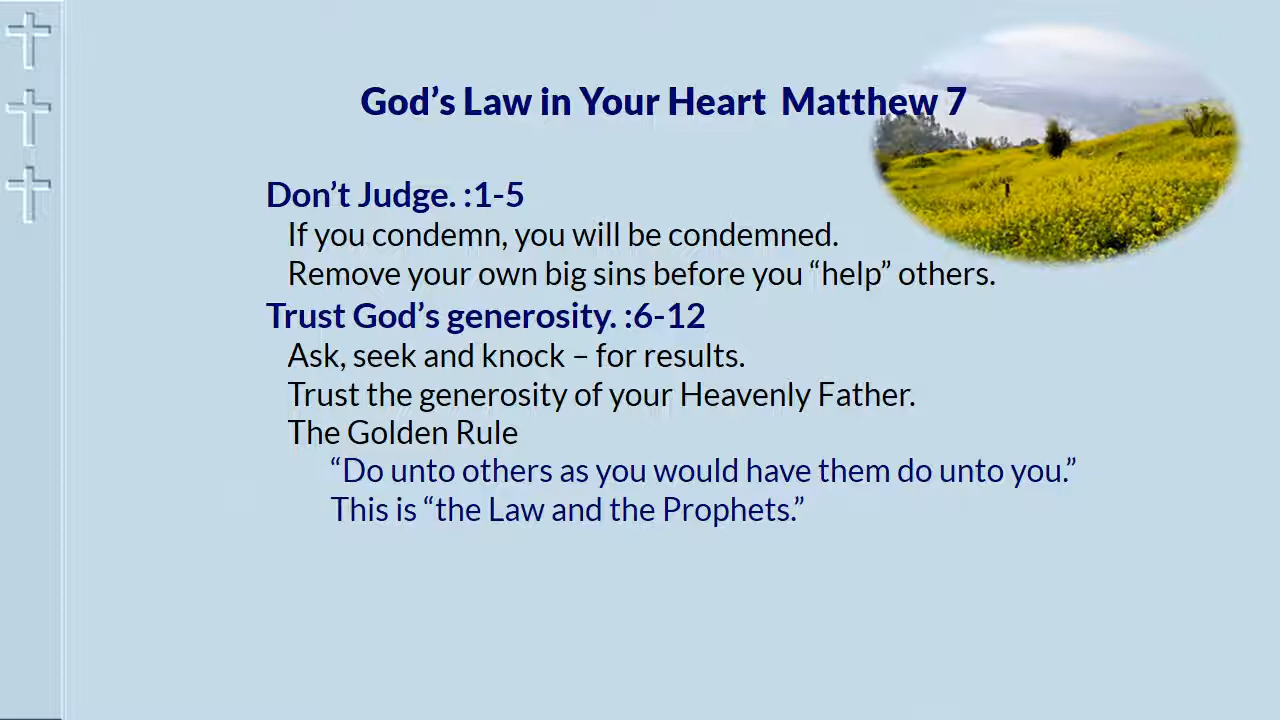 God’s Law in Your Heart  Matthew 7
Don’t Judge. :1-5
If you condemn, you will be condemned.
Remove your own big sins before you “help” others.
Trust God’s generosity. :6-12
Ask, seek and knock – for results.
Trust the generosity of your Heavenly Father.
The Golden Rule
“Do unto others as you would have them do unto you.”
This is “the Law and the Prophets.”